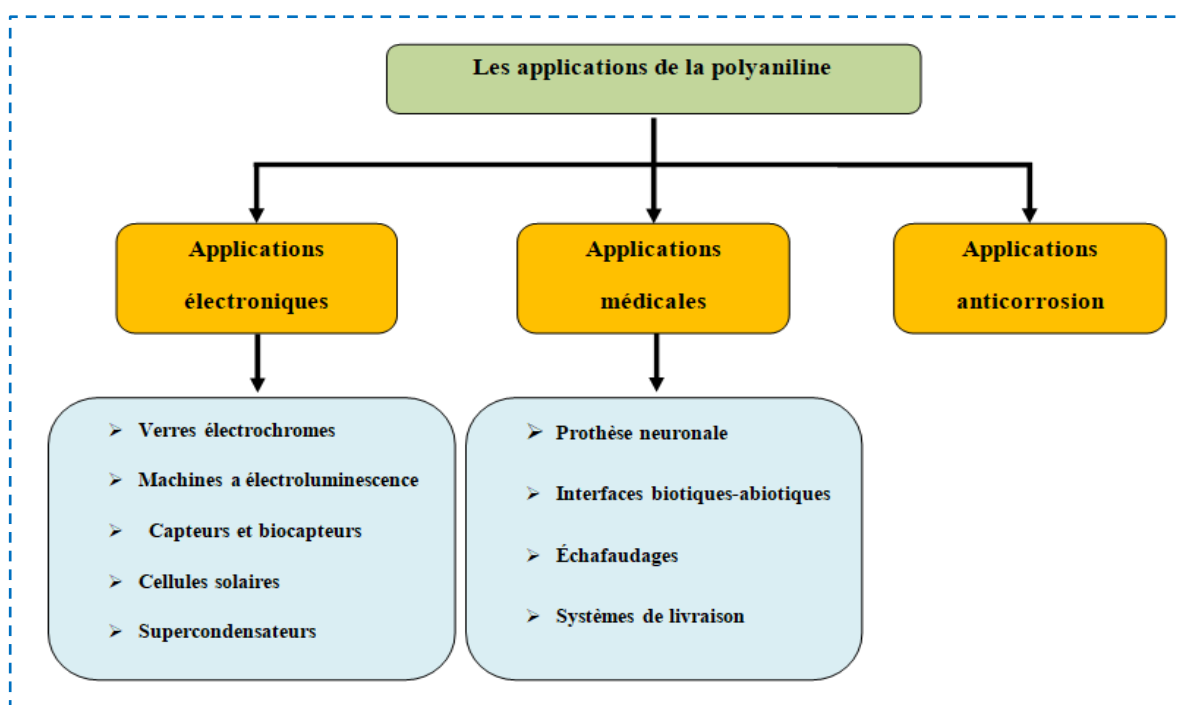 Les applications de la polyaniline
Applications
électroniques
Applications
médicales
Applications
anticorrosion
➢ Verres électrochromes
➢ Machines a électroluminescence
➢ Capteurs et biocapteurs
➢ Cellules solaires
➢ Supercondensateurs
➢ Prothèse neuronale
➢ Interfaces biotiques-abiotiques
➢ Échafaudages
➢ Systèmes de livraison